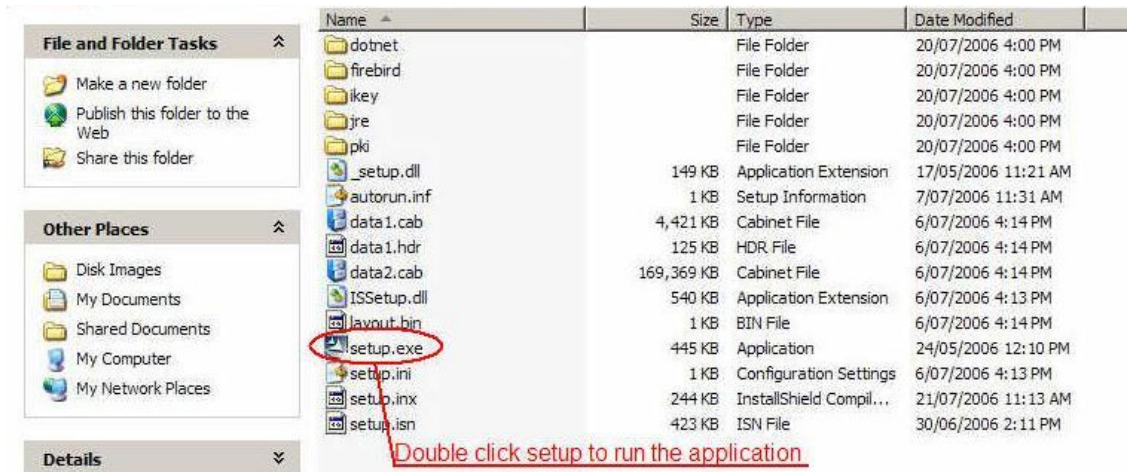 File and Folder Tasks
Make a new folder
Publish this folder to the
Web
Share this folder
Other Places
Disk Images
My Documents
Shared Documents
My Computer
My Network Places
Details
Name Size Type Date Modified
dotnet File Folder 20/07/2006 4:00 PM
firebird File Folder 20/07/2006 4:00 PM
ikey File Folder 20/07/2006 4:00 PM
jre File Folder 20/07/2006 4:00 PM
pki File Folder 20/07/2006 4:00 PM
_setup.dll 149 KB Application Extension 17/05/2006 11:21 AM
autorun.inf 1 KB Setup Information 7/07/2006 11:31 AM
data1.cab 4,421 KB Cabinet File 6/07/2006 4:14 PM
data1.hdr 125 KB HDR File 6/07/2006 4:14 PM
data2.cab 169,369 KB Cabinet File 6/07/2006 4:14 PM
ISSetup.dll 540 KB Application Extension 6/07/2006 4:13 PM
layout.bin 1 KB BIN File 6/07/2006 4:14 PM
setup.exe 445 KB Application 24/05/2006 12:10 PM
setup.ini 1 KB Configuration Settings 6/07/2006 4:13 PM
setup.inx 244 KB InstallShield Compil... 21/07/2006 11:13 AM
setup.isn 423 KB ISN File 30/06/2006 2:11 PM
Double click setup to run the application